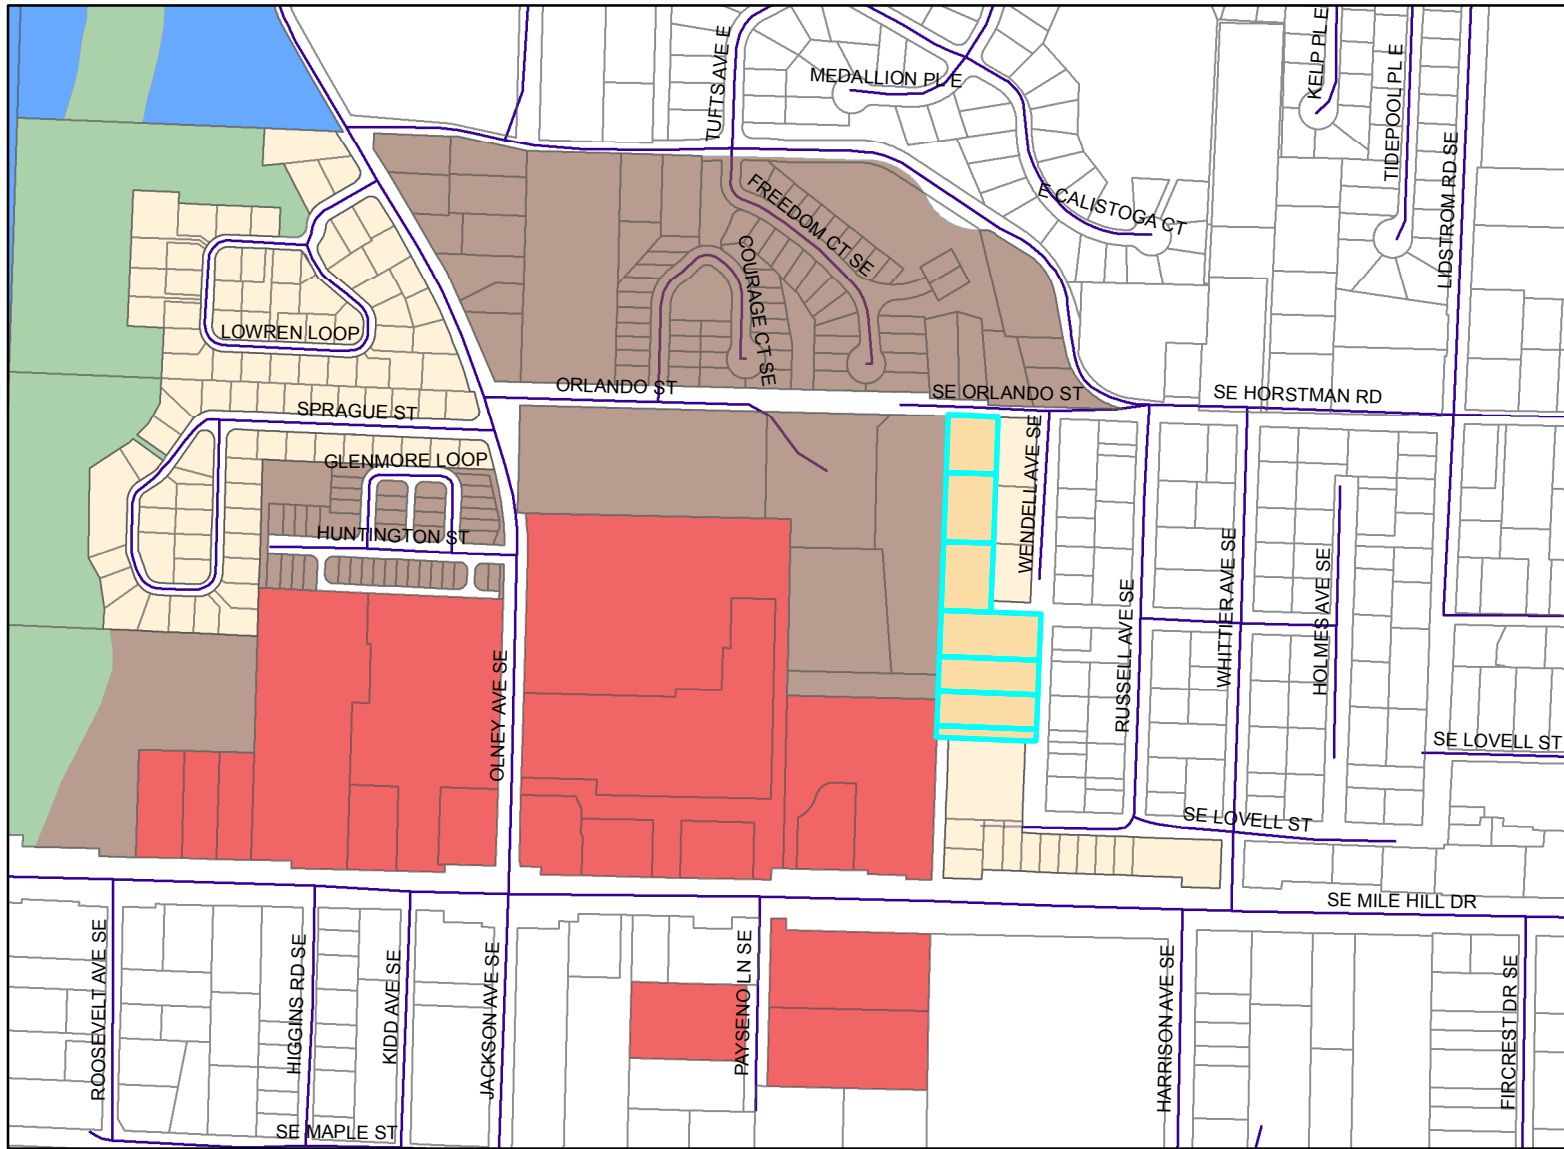 KELP PL E
TUFTS AVE E
MEDALLION PL E
TIDEPOOL PL E
LIDSTROM RD SE
E CALISTOGA CT
FREEDOM CT SE
COURAGE CT SE
LOWREN LOOP
ORLANDO ST
SE ORLANDO ST
SE HORSTMAN RD
SPRAGUE ST
GLENMORE LOOP
WENDELL AVE SE
HUNTINGTON ST
RUSSELL AVE SE
WHITTIER AVE SE
HOLMES AVE SE
OLNEY AVE SE
SE LOVELL ST
SE LOVELL ST
SE MILE HILL DR
ROOSEVELT AVE SE
HIGGINS RD SE
KIDD AVE SE
JACKSON AVE SE
PAYSENO LN SE
HARRISON AVE SE
FIRCREST DR SE
SE MAPLE ST